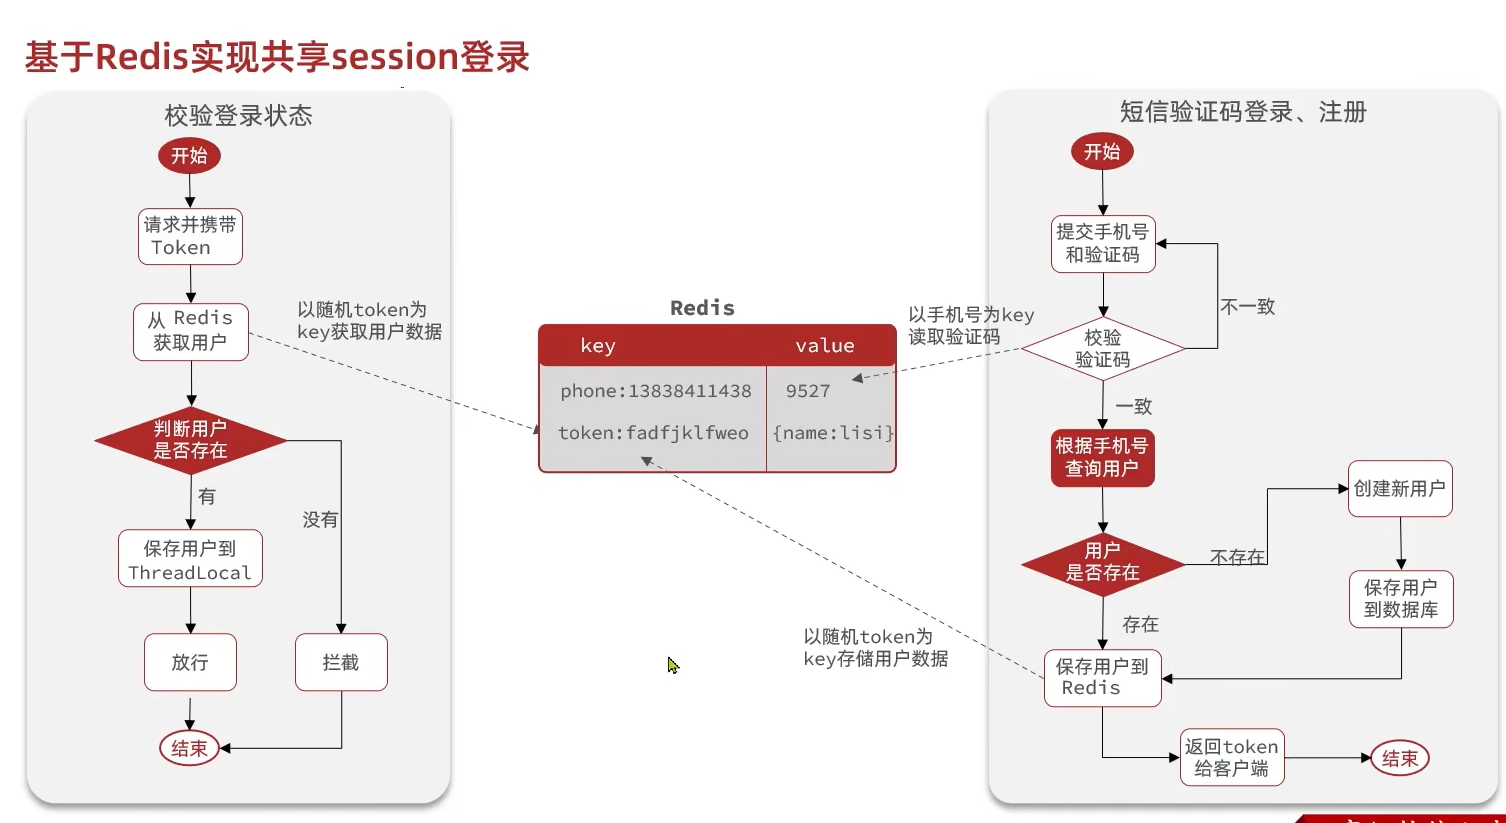 基于Redis实现共享session登录
校验登录状态
开始
请求并携带
Token
从 Redis
获取用户
以随机token为
key获取用户数据
判断用户
是否存在
有
没有
保存用户到
ThreadLocal
放行
拦截
结束
Redis
key value
phone:13838411438 9527
token:fadfjklfweo {name:lisi}
短信验证码登录、注册
开始
提交手机号
和验证码
不一致
以手机号为key
读取验证码
校验
验证码
一致
根据手机号
查询用户
创建新用户
用户
是否存在
不存在
保存用户
到数据库
存在
以随机token为
key存储用户数据
保存用户到
Redis
返回token
给客户端
结束